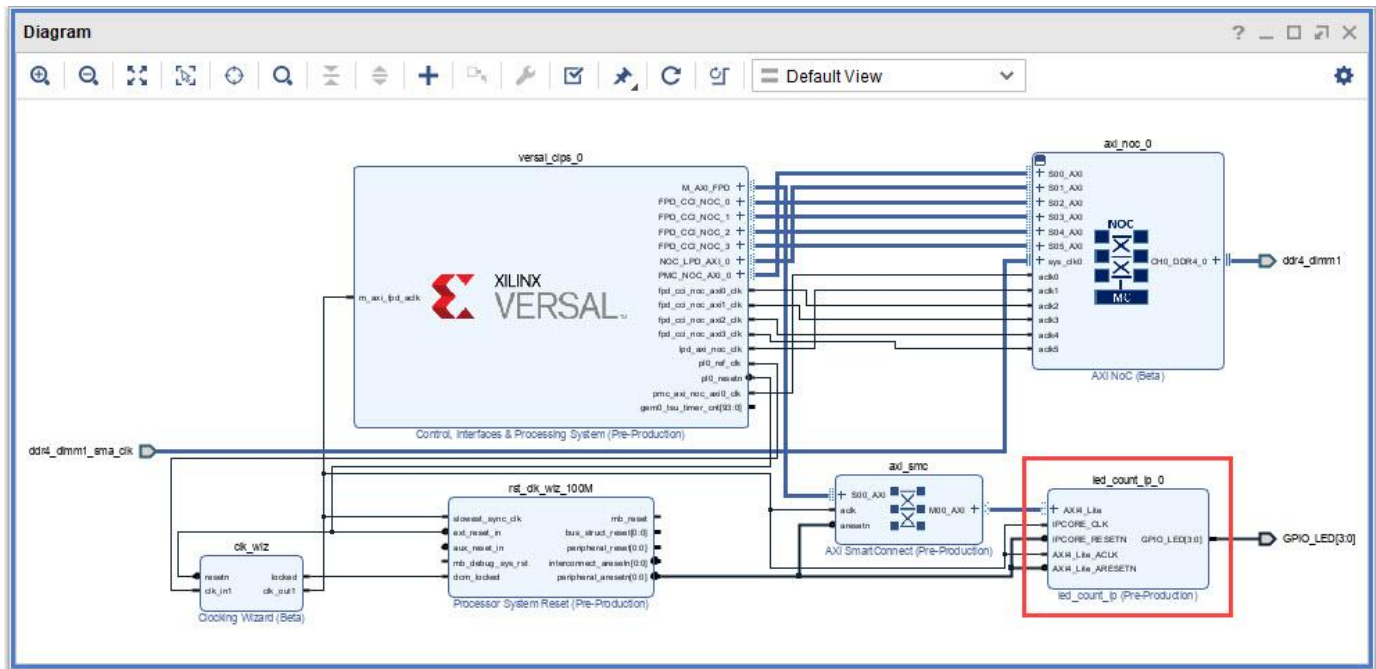 Diagram
Default View
versal_cips_0
M_AXI_FPD
FPD_CCI_NOC_0
FPD_CCI_NOC_1
FPD_CCI_NOC_2
FPD_CCI_NOC_3
NOC_LPD_AXI_0
PMC_NOC_AXI_0
fpd_cci_noc_axi0_clk
fpd_cci_noc_axi1_clk
fpd_cci_noc_axi2_clk
fpd_cci_noc_axi3_clk
lpd_axi_noc_clk
pl0_ref_clk
pl0_resetn
pmc_axi_noc_axi0_clk
gem0_tsu_timer_cnt[93:0]
m_axi_fpd_aclk
XILINX
VERSAL
Control, Interfaces & Processing System (Pre-Production)
axi_noc_0
S00_AXI
S01_AXI
S02_AXI
S03_AXI
S04_AXI
S05_AXI
sys_clk0
aclk0
aclk1
aclk2
aclk3
aclk4
aclk5
NOC
MC
CH0_DDR4_0
AXI NoC (Beta)
ddr4_dimm1
ddr4_dimm1_sma_clk
rst_clk_wiz_100M
slowest_sync_clk
ext_reset_in
aux_reset_in
mb_debug_sys_rst
dcm_locked
mb_reset
bus_struct_reset[0:0]
peripheral_reset[0:0]
interconnect_aresetn[0:0]
peripheral_aresetn[0:0]
Processor System Reset (Pre-Production)
clk_wiz
resetn
clk_in1
locked
clk_out1
Clocking Wizard (Beta)
axi_smc
S00_AXI
aclk
aresetn
M00_AXI
AXI SmartConnect (Pre-Production)
led_count_ip_0
AXI4_Lite
IPCORE_CLK
IPCORE_RESETN
AXI4_Lite_ACLK
AXI4_Lite_ARESETN
GPIO_LED[3:0]
led_count_ip (Pre-Production)
GPIO_LED[3:0]